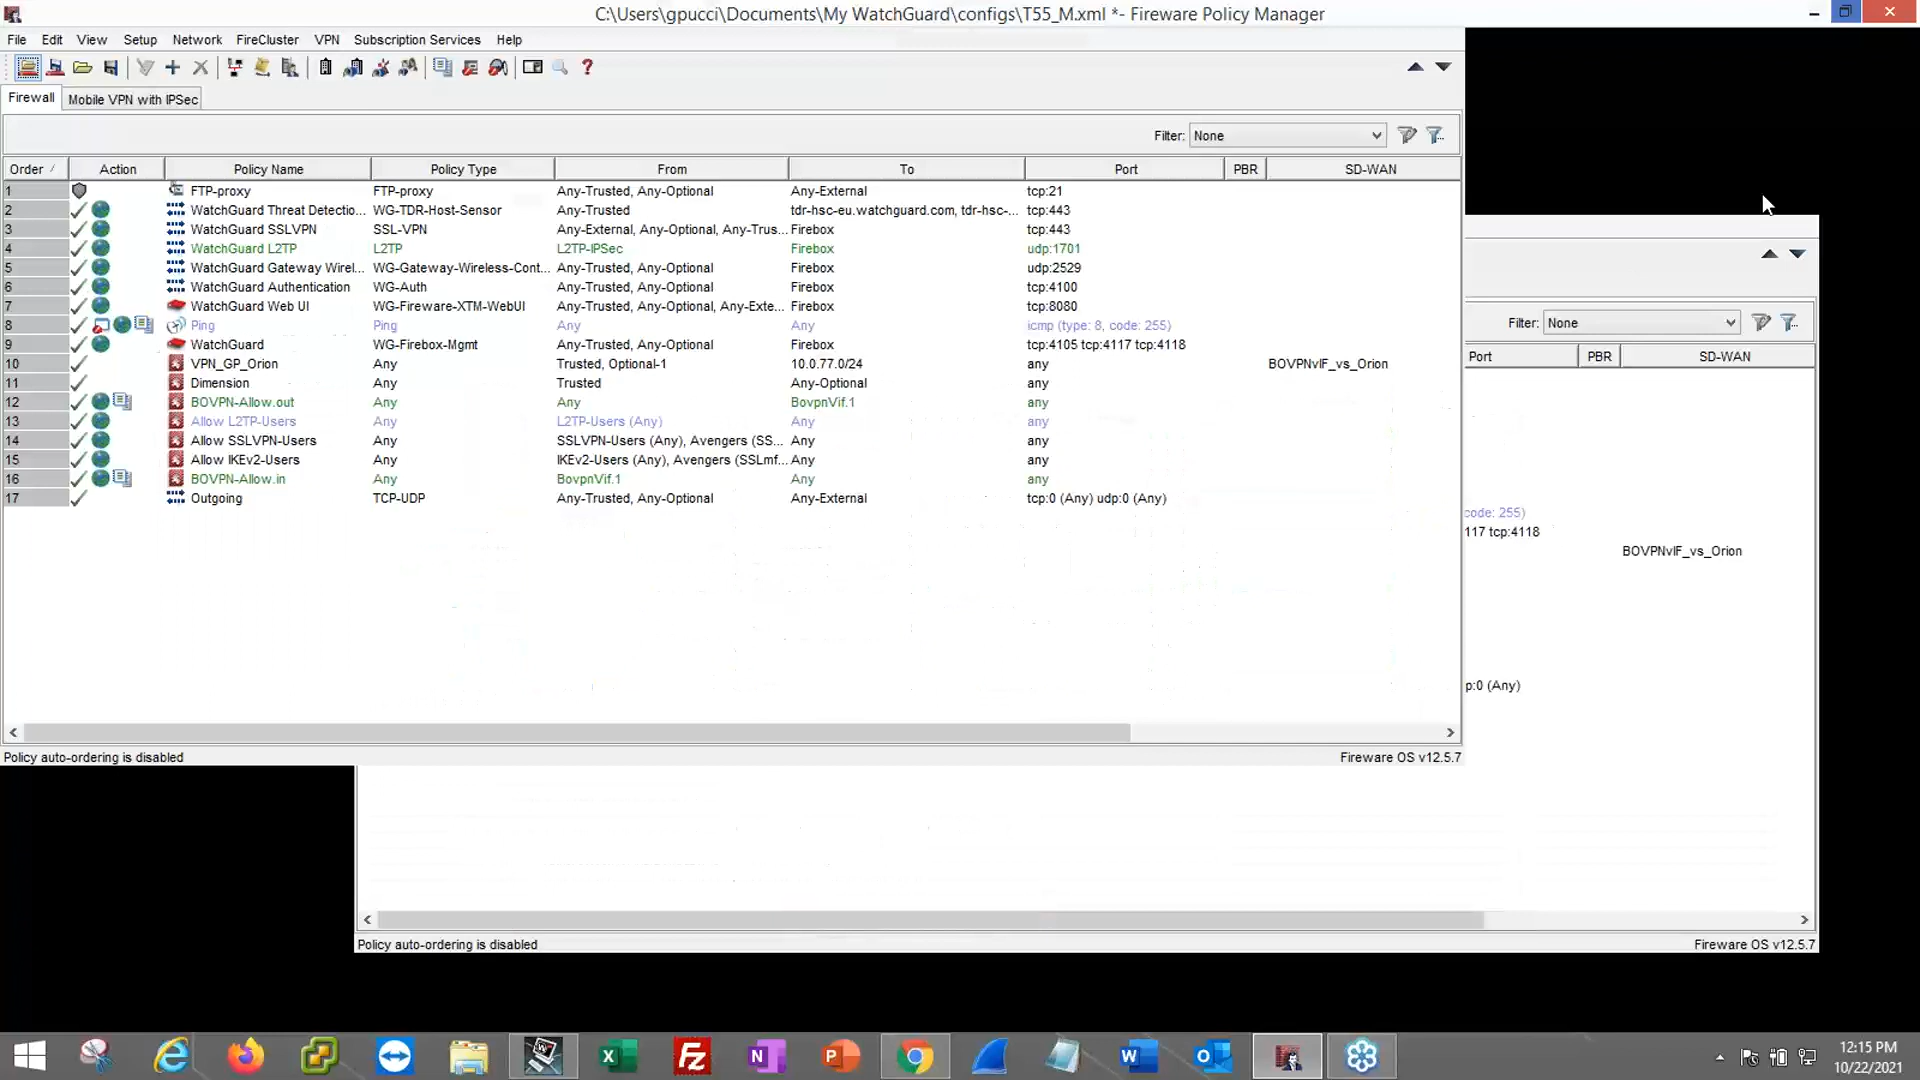 C:\Users\gpucci\Documents\My WatchGuard\configs\T55_M.xml *- Fireware Policy Manager
File Edit View Setup Network FireCluster VPN Subscription Services Help
Firewall Mobile VPN with IPSec
Filter: None
Order / Action Policy Name Policy Type From To Port PBR SD-WAN
1 FTP-proxy FTP-proxy Any-Trusted, Any-Optional Any-External tcp:21
2 WatchGuard Threat Detectio... WG-TDR-Host-Sensor Any-Trusted tdr-hsc-eu.watchguard.com, tdr-hsc-... tcp:443
3 WatchGuard SSLVPN SSL-VPN Any-External, Any-Optional, Any-Trus... Firebox tcp:443
4 WatchGuard L2TP L2TP L2TP-IPSec Firebox udp:1701
5 WatchGuard Gateway Wirel... WG-Gateway-Wireless-Cont... Any-Trusted, Any-Optional Firebox udp:2529
6 WatchGuard Authentication WG-Auth Any-Trusted, Any-Optional Firebox tcp:4100
7 WatchGuard Web UI WG-Fireware-XTM-WebUI Any-Trusted, Any-Optional, Any-Exte... Firebox tcp:8080
8 Ping Ping Any Any icmp (type: 8, code: 255)
9 WatchGuard WG-Firebox-Mgmt Any-Trusted, Any-Optional Firebox tcp:4105 tcp:4117 tcp:4118
10 VPN_GP_Orion Any Trusted, Optional-1 10.0.77.0/24 any BOVPNvIF_vs_Orion
11 Dimension Any Trusted Any-Optional any
12 BOVPN-Allow.out Any Any BovpnVif.1 any
13 Allow L2TP-Users Any L2TP-Users (Any) Any any
14 Allow SSLVPN-Users Any SSLVPN-Users (Any), Avengers (SS... Any any
15 Allow IKEv2-Users Any IKEv2-Users (Any), Avengers (SSLmf... Any any
16 BOVPN-Allow.in Any BovpnVif.1 Any any
17 Outgoing TCP-UDP Any-Trusted, Any-Optional Any-External tcp:0 (Any) udp:0 (Any)
Policy auto-ordering is disabled Fireware OS v12.5.7
Filter: None
Port PBR SD-WAN
code: 255)
117 tcp:4118
BOVPNvIF_vs_Orion
p:0 (Any)
Policy auto-ordering is disabled Fireware OS v12.5.7
12:15 PM
10/22/2021